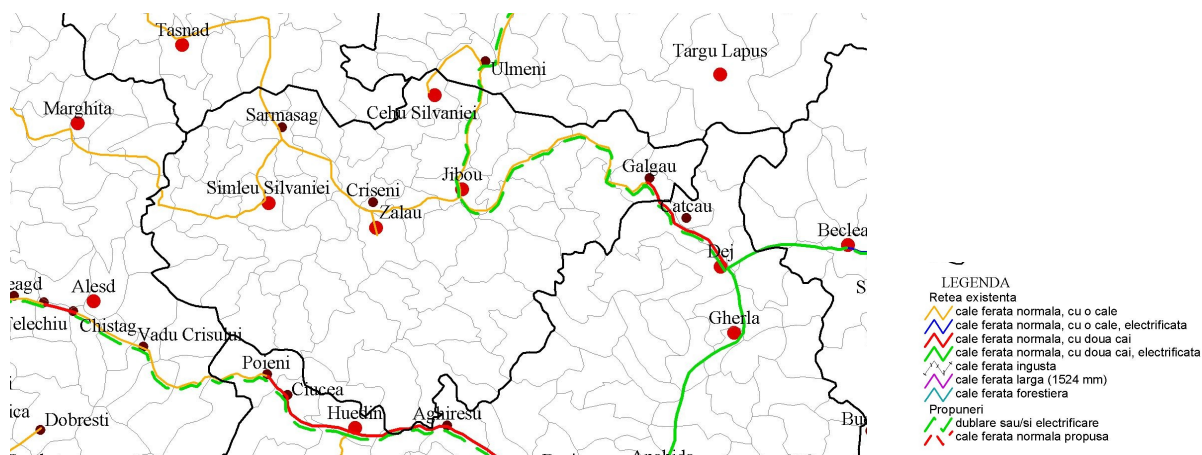 Tasnad
Targu Lapus
Ulmeni
Cehu Silvaniei
Marghita
Sarmasag
Galgau
Jibou
Simleu Silvaniei
Criseni
Zalau
Beclea
Dej
Alesd
Chistag
Gherla
Vadu Crisului
Poieni
Ciucea
Huedin
Aghiresu
Dobresti
LEGENDA
Retea existenta
cale ferata normala, cu o cale
cale ferata normala, cu o cale, electrificata
cale ferata normala, cu doua cai
cale ferata normala, cu doua cai, electrificata
cale ferata ingusta
cale ferata larga (1524 mm)
cale ferata forestiera
Propuneri
dublare sau/si electrificare
cale ferata normala propusa